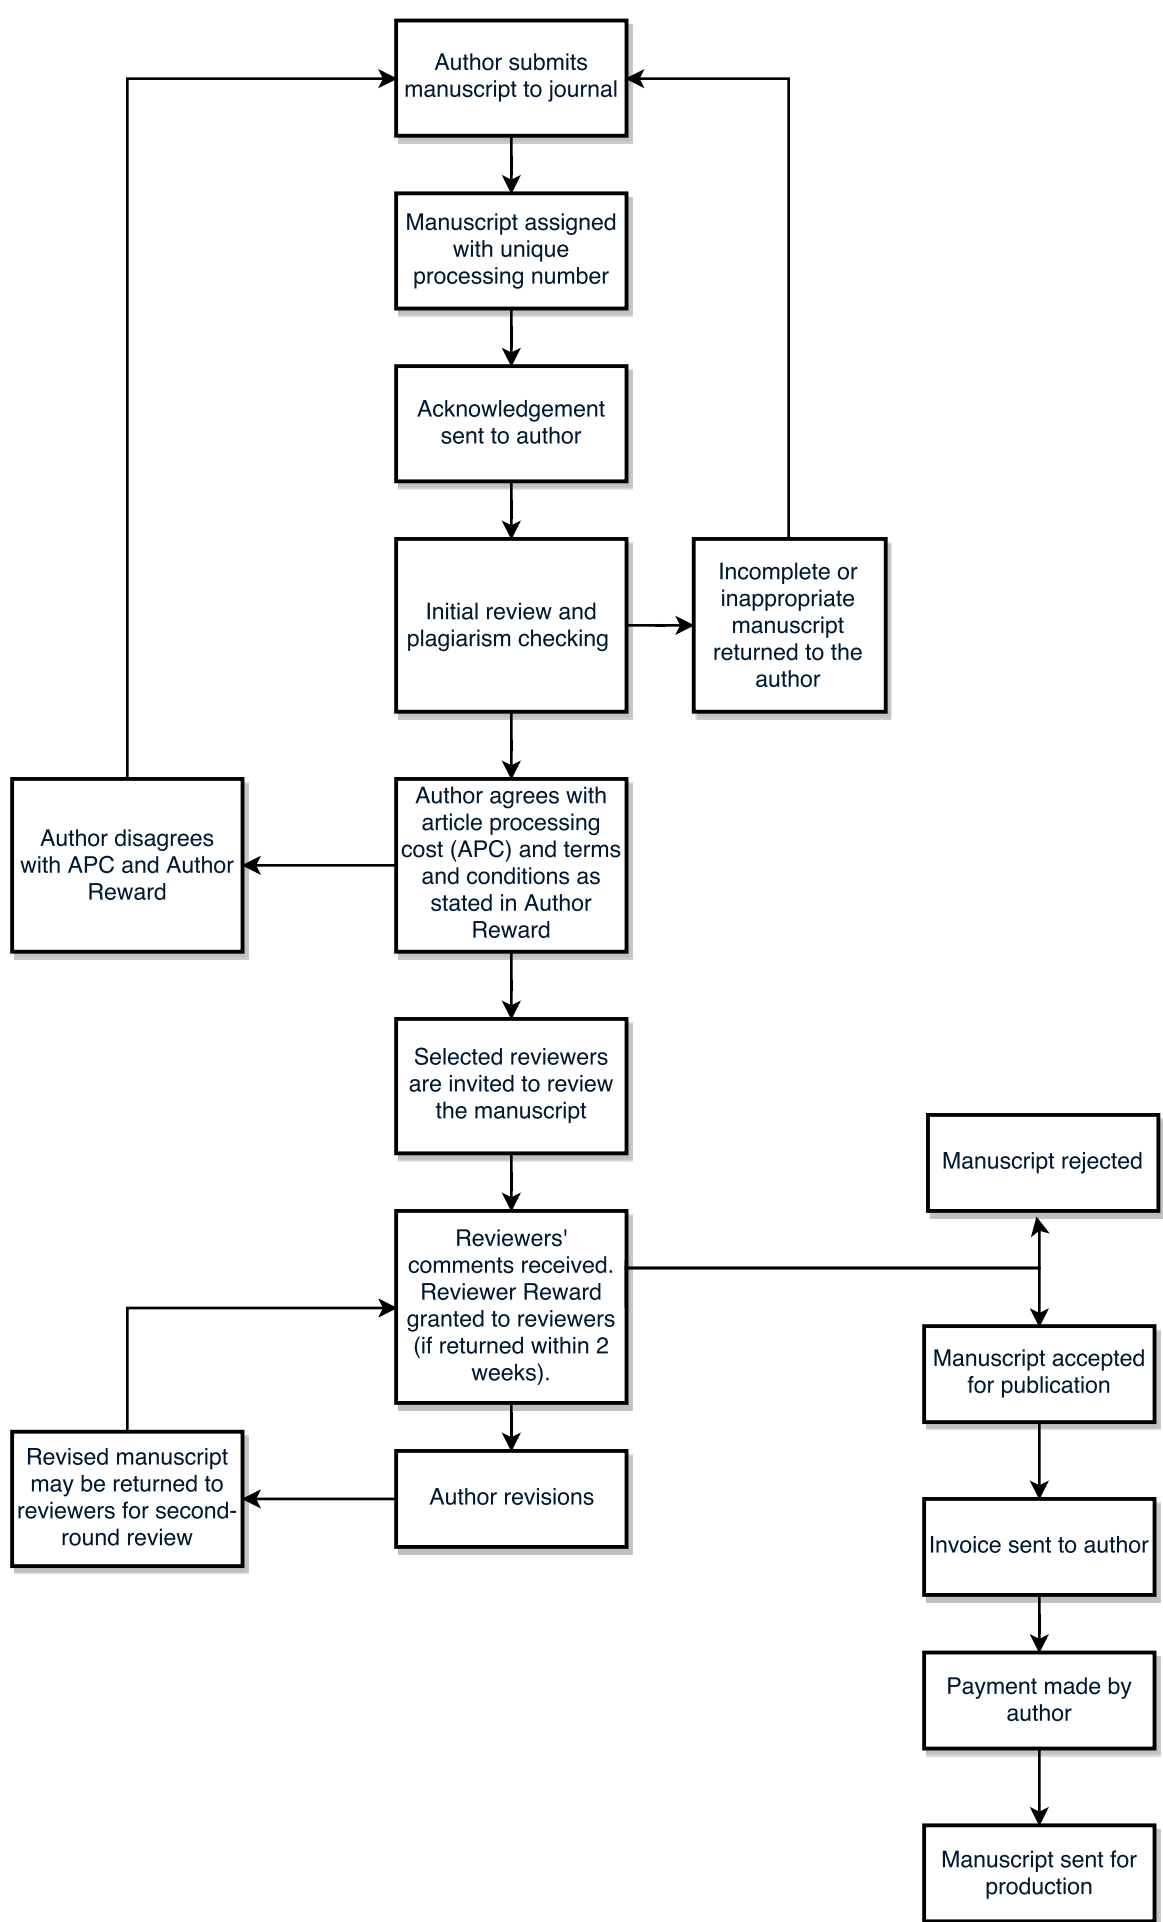 Author submits
manuscript to journal
Manuscript assigned
with unique
processing number
Acknowledgement
sent to author
Initial review and
plagiarism checking
Incomplete or
inappropriate
manuscript
returned to the
author
Author disagrees
with APC and Author
Reward
Author agrees with
article processing
cost (APC) and terms
and conditions as
stated in Author
Reward
Selected reviewers
are invited to review
the manuscript
Manuscript rejected
Reviewers'
comments received.
Reviewer Reward
granted to reviewers
(if returned within 2
weeks).
Manuscript accepted
for publication
Revised manuscript
may be returned to
reviewers for second-
round review
Author revisions
Invoice sent to author
Payment made by
author
Manuscript sent for
production